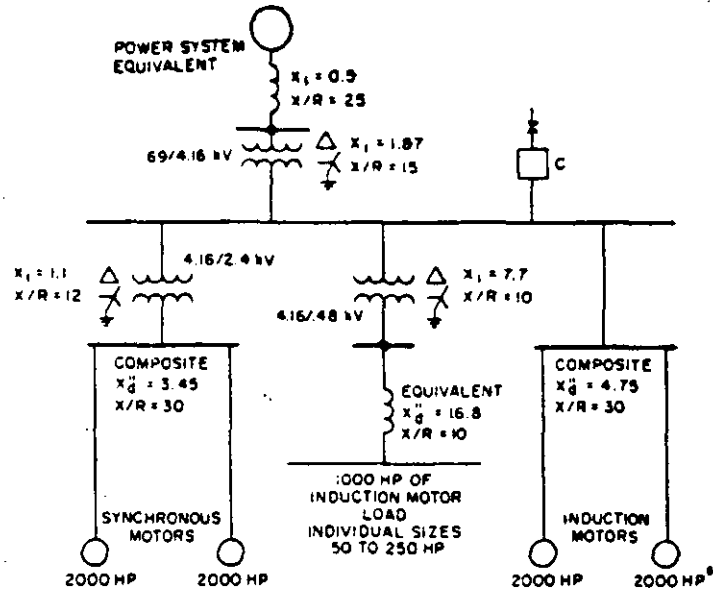 POWER SYSTEM
EQUIVALENT
X₁ = 0.5
X/R = 25
69/4.16 kV
X₁ = 1.87
X/R = 15
C
X₁ = 1.1
X/R = 12
4.16/2.4 kV
4.16/.48 kV
X₁ = 7.7
X/R = 10
COMPOSITE
X"d = 3.45
X/R = 30
EQUIVALENT
X"d = 16.8
X/R = 10
COMPOSITE
X"d = 4.75
X/R = 30
1000 HP OF
INDUCTION MOTOR
LOAD
INDIVIDUAL SIZES
50 TO 250 HP
SYNCHRONOUS
MOTORS
INDUCTION
MOTORS
2000 HP
2000 HP
2000 HP
2000 HP